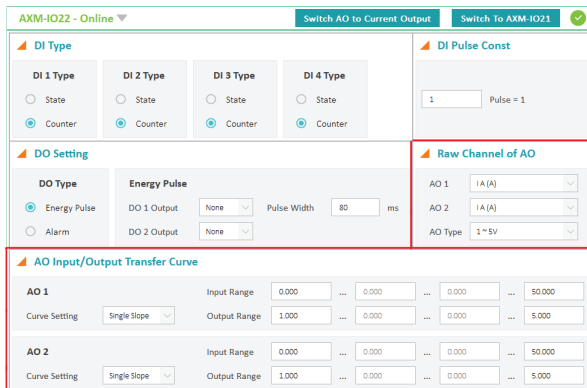 AXM-IO22 - Online
Switch AO to Current Output
Switch To AXM-IO21
DI Type
DI 1 Type
DI 2 Type
DI 3 Type
DI 4 Type
State
State
State
State
Counter
Counter
Counter
Counter
DI Pulse Const
1
Pulse = 1
DO Setting
DO Type
Energy Pulse
Alarm
Energy Pulse
DO 1 Output
None
Pulse Width
80
ms
DO 2 Output
None
Raw Channel of AO
AO 1
I A (A)
AO 2
I A (A)
AO Type
1 ~ 5V
AO Input/Output Transfer Curve
AO 1
Input Range
0.000 ... 0.000 ... 0.000 ... 50.000
Curve Setting
Single Slope
Output Range
1.000 ... 0.000 ... 0.000 ... 5.000
AO 2
Input Range
0.000 ... 0.000 ... 0.000 ... 50.000
Curve Setting
Single Slope
Output Range
1.000 ... 0.000 ... 0.000 ... 5.000